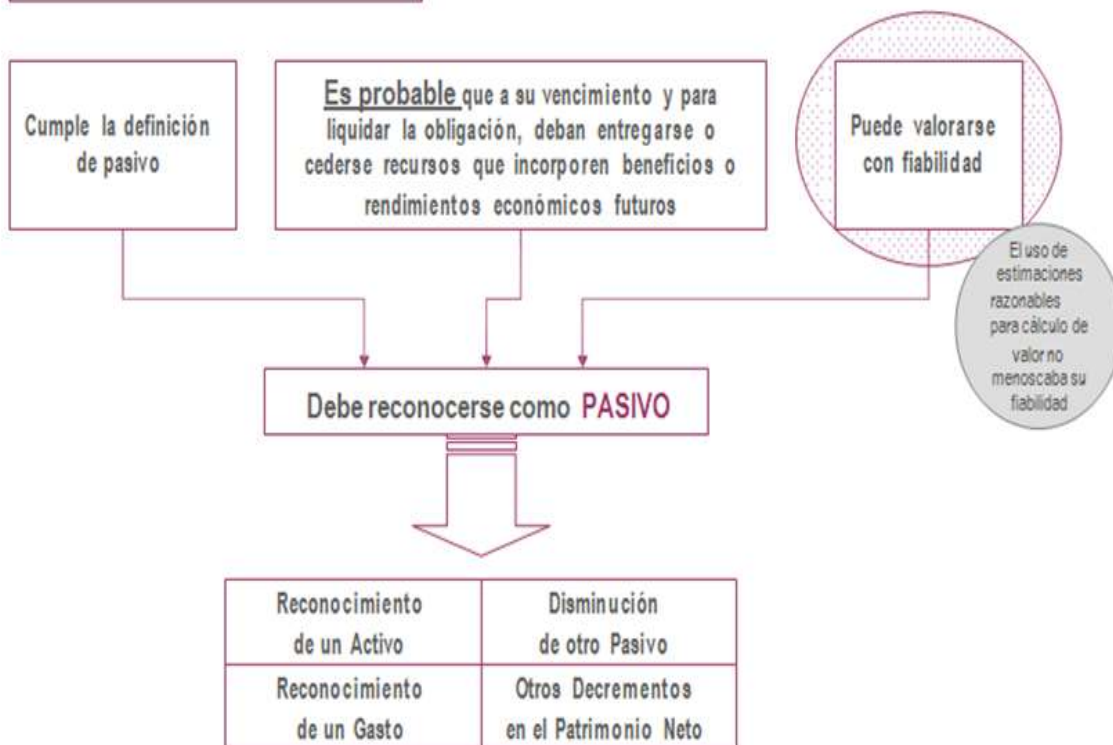 Cumple la definición
de pasivo
Es probable que a su vencimiento y para
liquidar la obligación, deban entregarse o
cederse recursos que incorporen beneficios o
rendimientos económicos futuros
Puede valorarse
con fiabilidad
El uso de
estimaciones
razonables
para cálculo de
valor no
menoscaba su
fiabilidad
Debe reconocerse como PASIVO
Reconocimiento
de un Activo
Disminución
de otro Pasivo
Reconocimiento
de un Gasto
Otros Decrementos
en el Patrimonio Neto